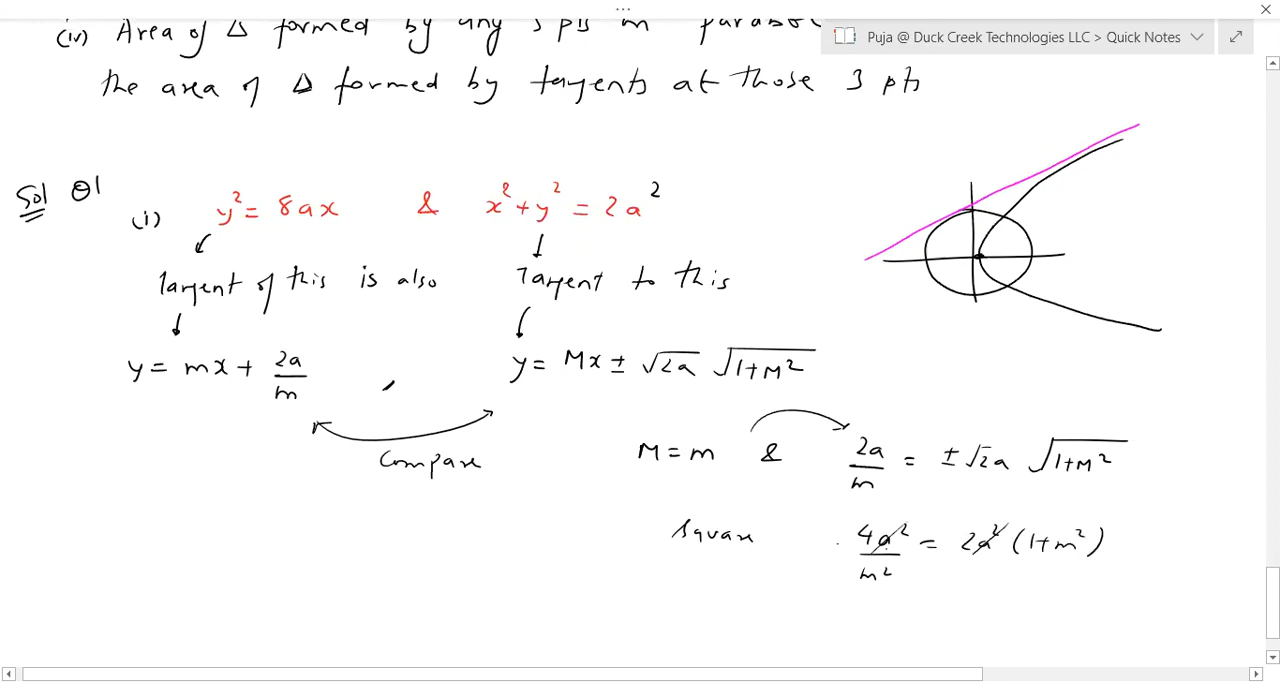 Puja @ Duck Creek Technologies LLC > Quick Notes
(iv) Area of Δ formed by any 3 pts
the area of Δ formed by tangents at those 3 pts
Sol Q1
(i) y² = 8ax & x² + y² = 2a²
Tangent of this is also Tangent to this
y = mx + 2a/m , y = Mx ± √2a √1+M²
Compare
M = m & 2a/m = ± √2a √1+M²
Square 4a²/m² = 2a² (1+m²)